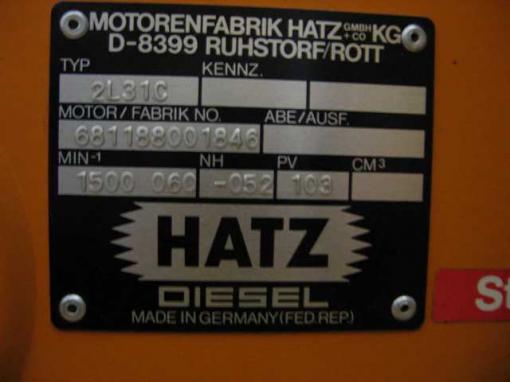 MOTORENFABRIK HATZ GMBH + CO KG
D-8399 RUHSTORF/ROTT
TYP KENNZ.
2L31C
MOTOR/FABRIK NO. ABE/AUSF.
681188001846
MIN-1 NH PV CM3
1500 060 -052 103
HATZ
DIESEL
MADE IN GERMANY (FED.REP.)
St